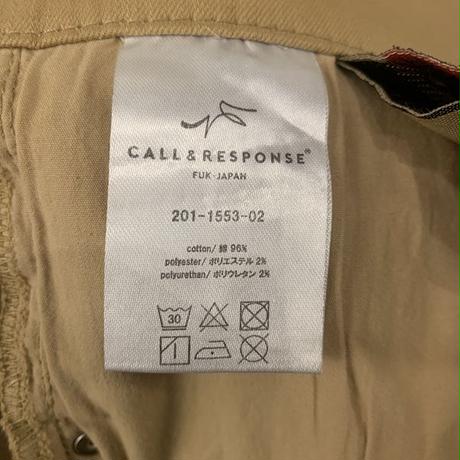 CALL & RESPONSE®
FUK - JAPAN
201-1553-02
cotton/ 綿 96%
polyester/ ポリエステル 2%
polyurethan/ ポリウレタン 2%
30